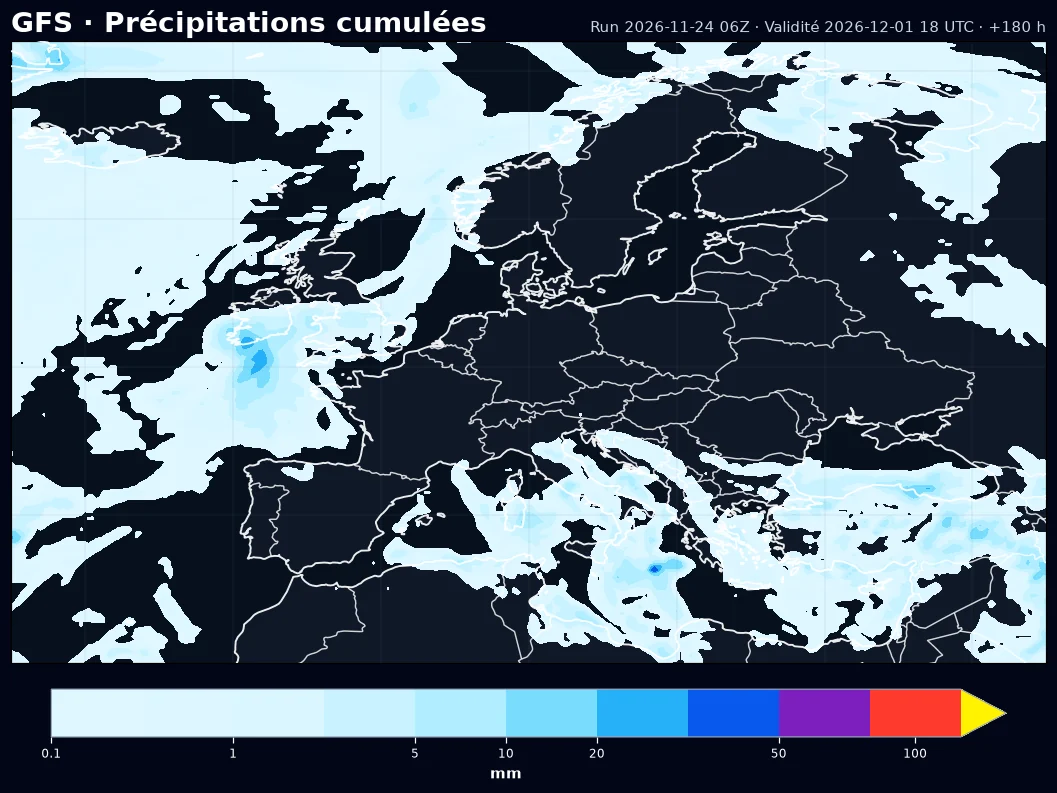 GFS · Précipitations cumulées
Run 2026-11-24 06Z · Validité 2026-12-01 18 UTC · +180 h
0.1 1 5 10 20 50 100
mm